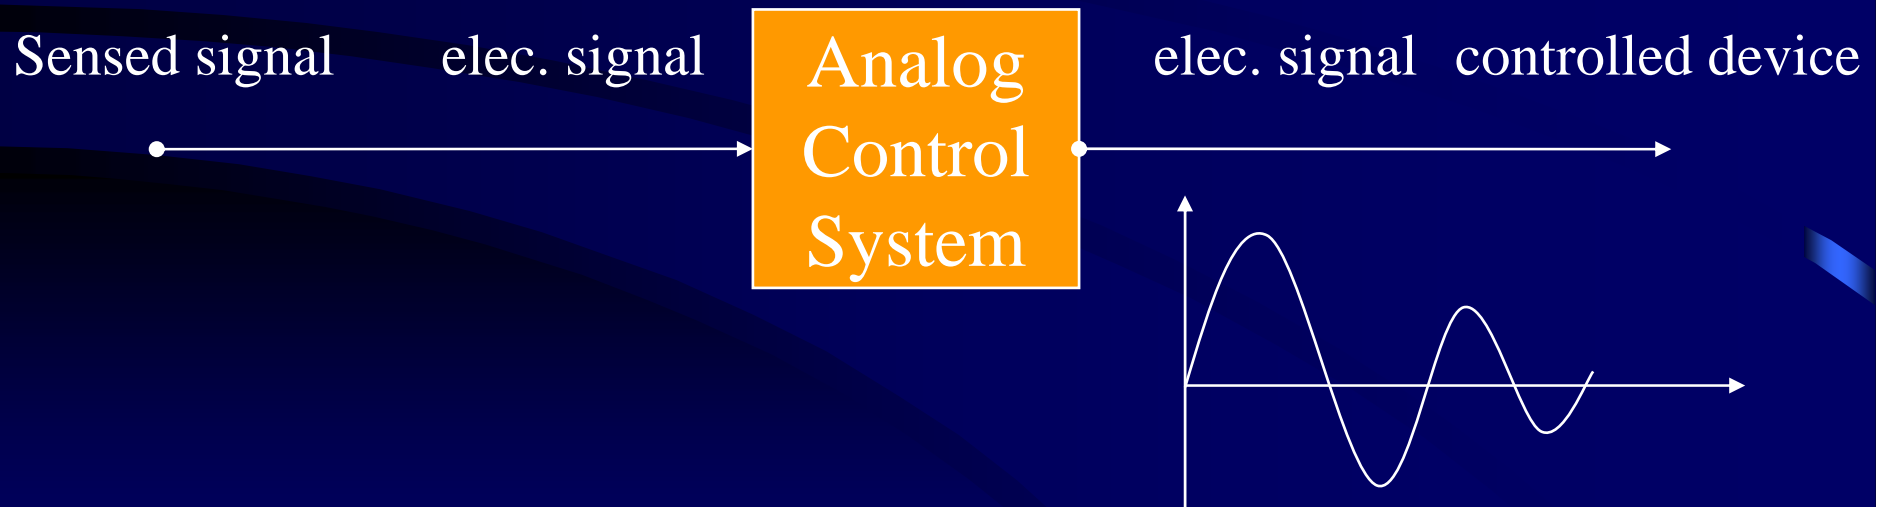 Sensed signal
elec. signal
Analog
Control
System
elec. signal
controlled device